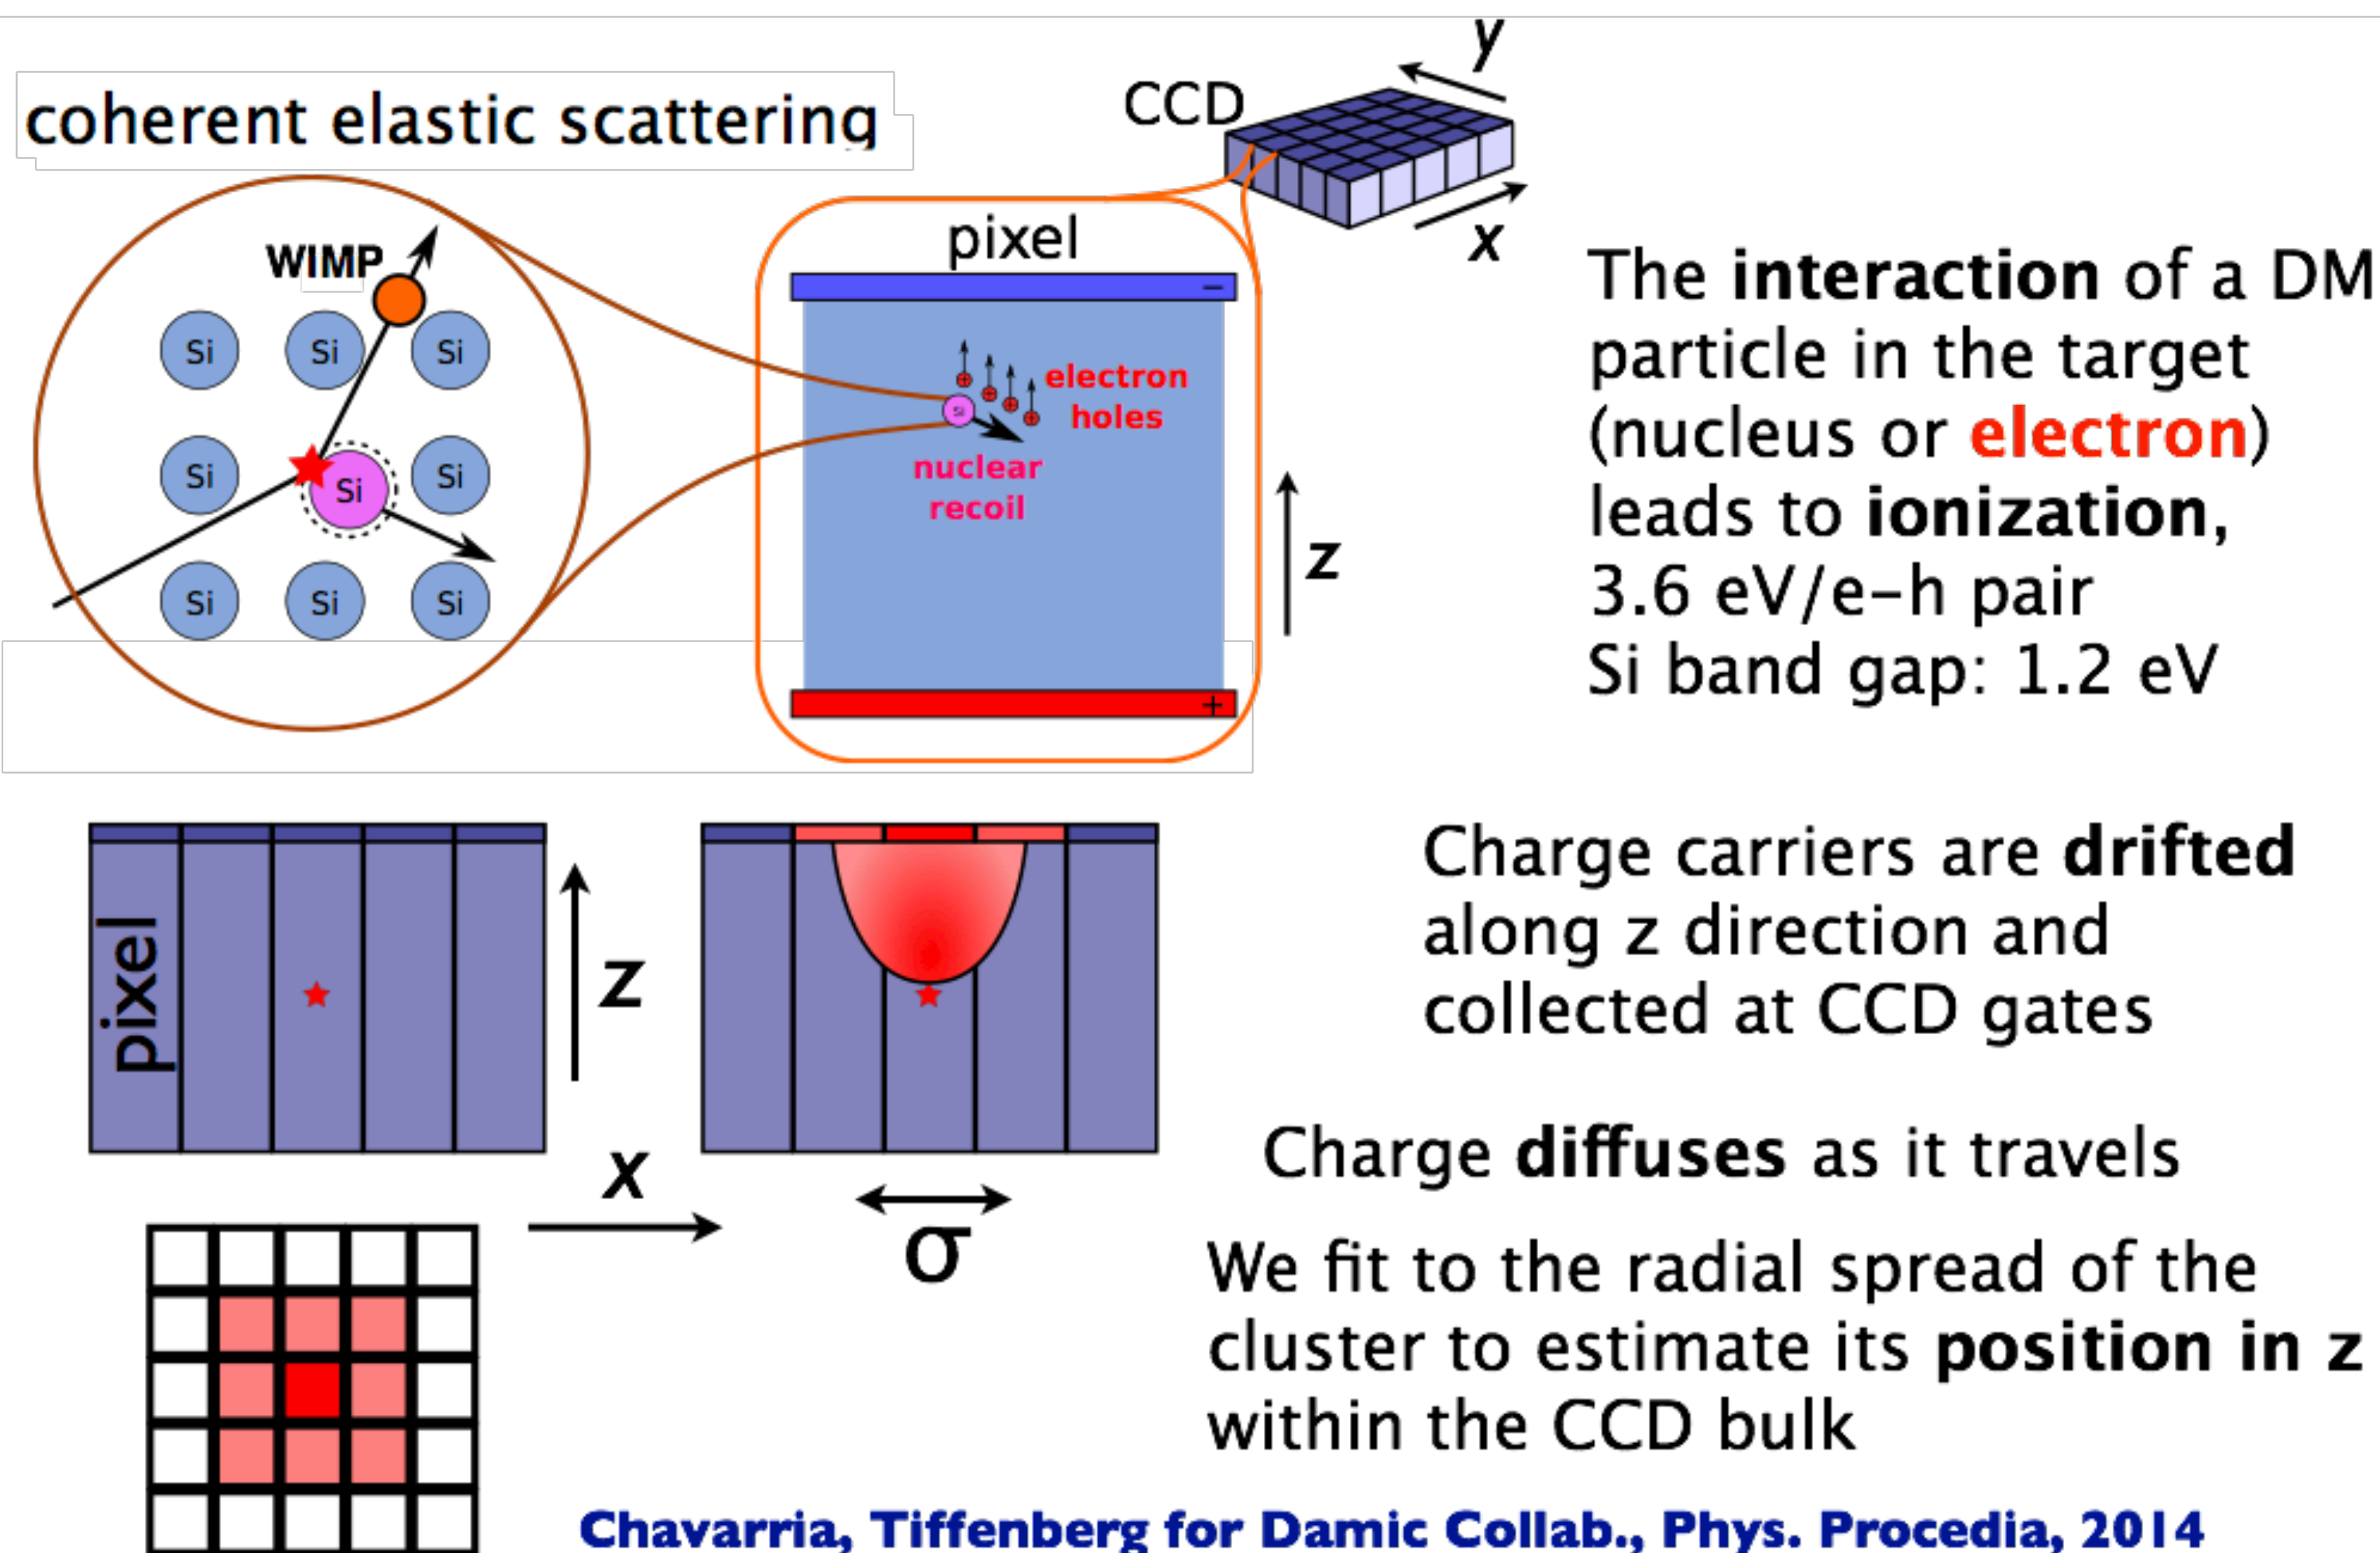 coherent elastic scattering
WIMP
Si
Si
Si
Si
Si
Si
Si
Si
Si
CCD
y
x
pixel
−
Si
electron
holes
nuclear
recoil
+
z
The interaction of a DM
particle in the target
(nucleus or electron)
leads to ionization,
3.6 eV/e-h pair
Si band gap: 1.2 eV
pixel
z
x
σ
Charge carriers are drifted
along z direction and
collected at CCD gates
Charge diffuses as it travels
We fit to the radial spread of the
cluster to estimate its position in z
within the CCD bulk
Chavarria, Tiffenberg for Damic Collab., Phys. Procedia, 2014